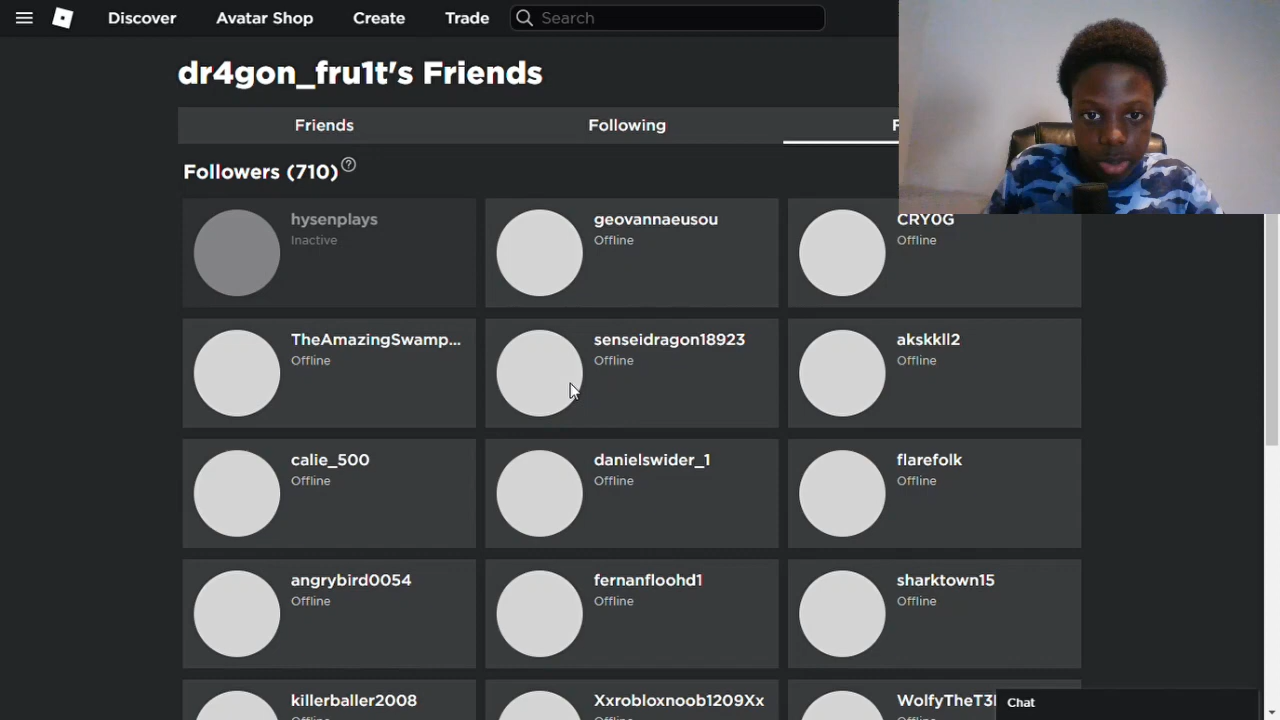 Discover Avatar Shop Create Trade Search
dr4gon_fru1t's Friends
Friends Following F
Followers (710) ?
hysenplays geovannaeusou CRY0G
Inactive Offline Offline
TheAmazingSwamp... senseidragon18923 akskkll2
Offline Offline Offline
calie_500 danielswider_1 flarefolk
Offline Offline Offline
angrybird0054 fernanfloohd1 sharktown15
Offline Offline Offline
killerballer2008 Xxrobloxnoob1209Xx WolfyTheT3
Chat